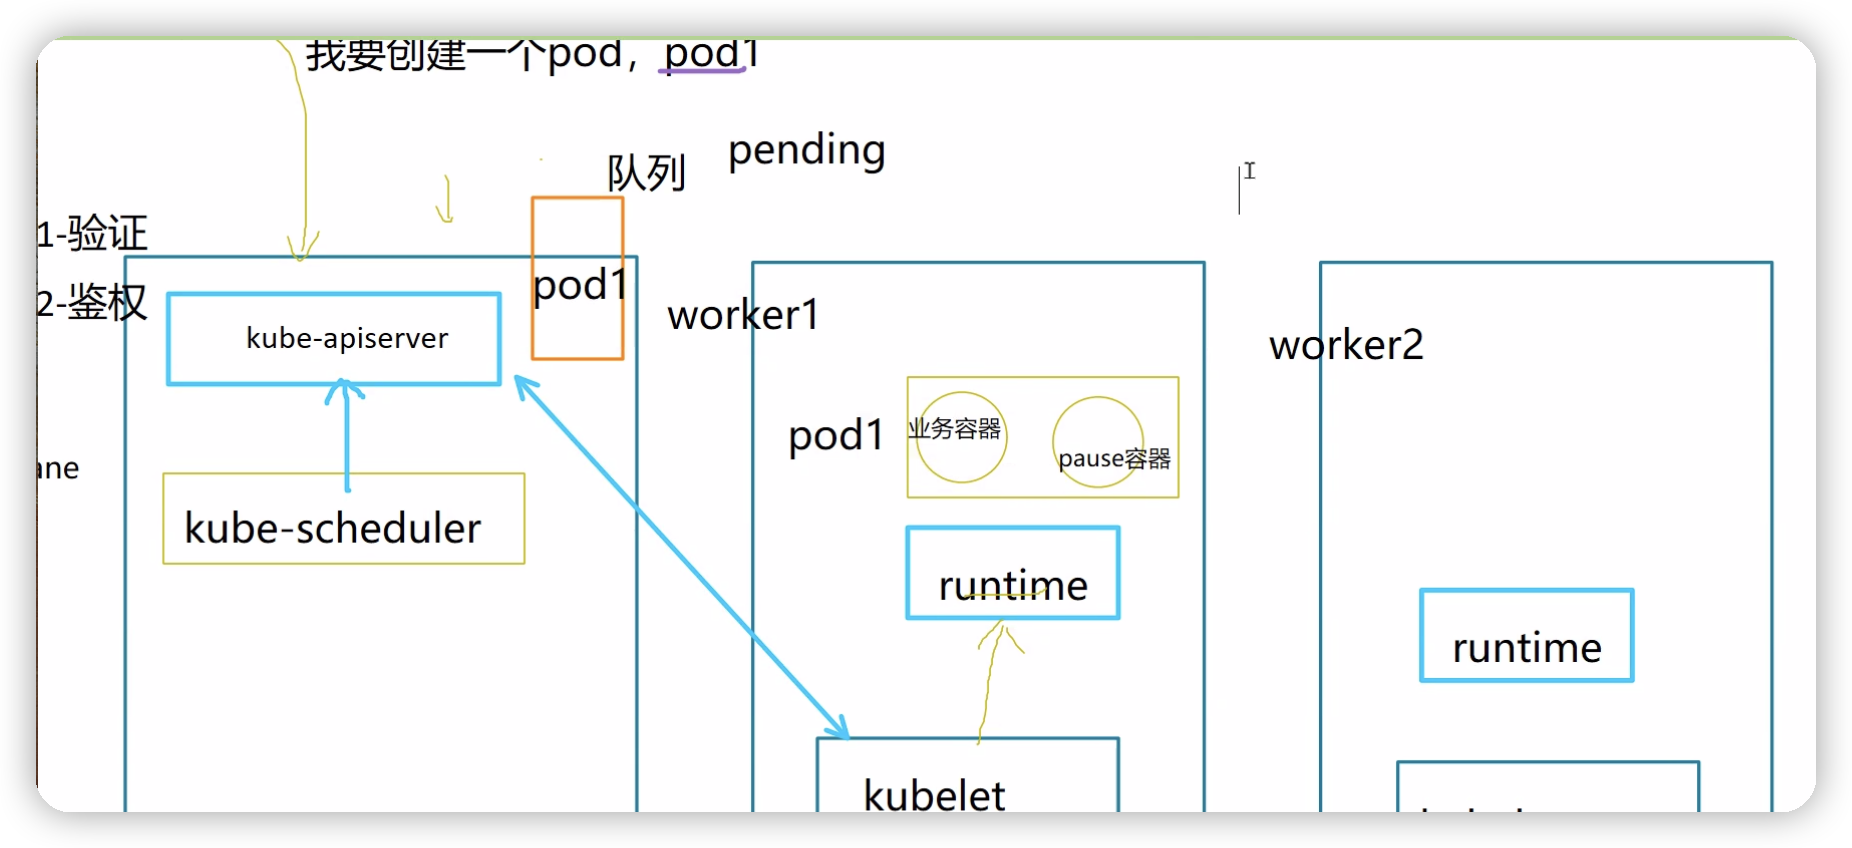 我要创建一个pod，pod1
队列
pending
1-验证
2-鉴权
pod1
kube-apiserver
worker1
worker2
pod1
业务容器
pause容器
ane
kube-scheduler
runtime
runtime
kubelet